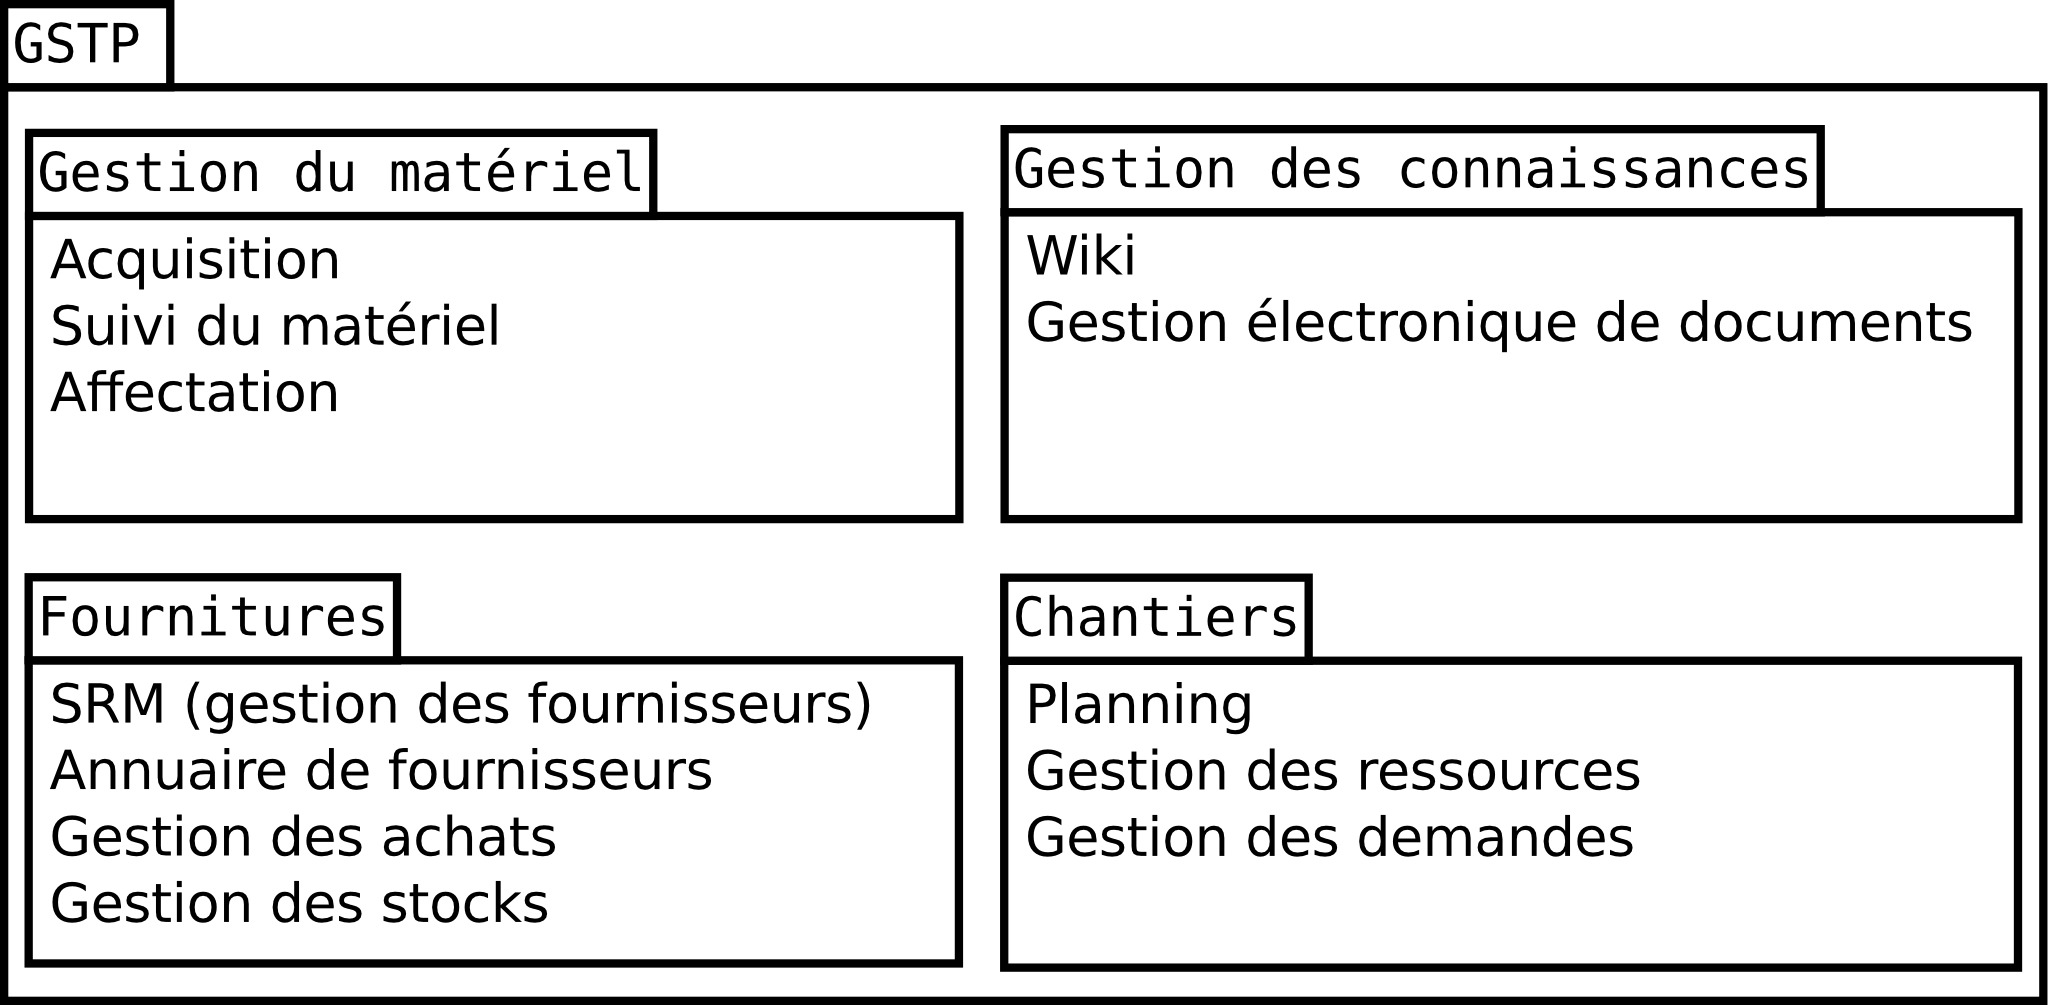 GSTP
Gestion du matériel
Acquisition
Suivi du matériel
Affectation
Gestion des connaissances
Wiki
Gestion électronique de documents
Fournitures
SRM (gestion des fournisseurs)
Annuaire de fournisseurs
Gestion des achats
Gestion des stocks
Chantiers
Planning
Gestion des ressources
Gestion des demandes